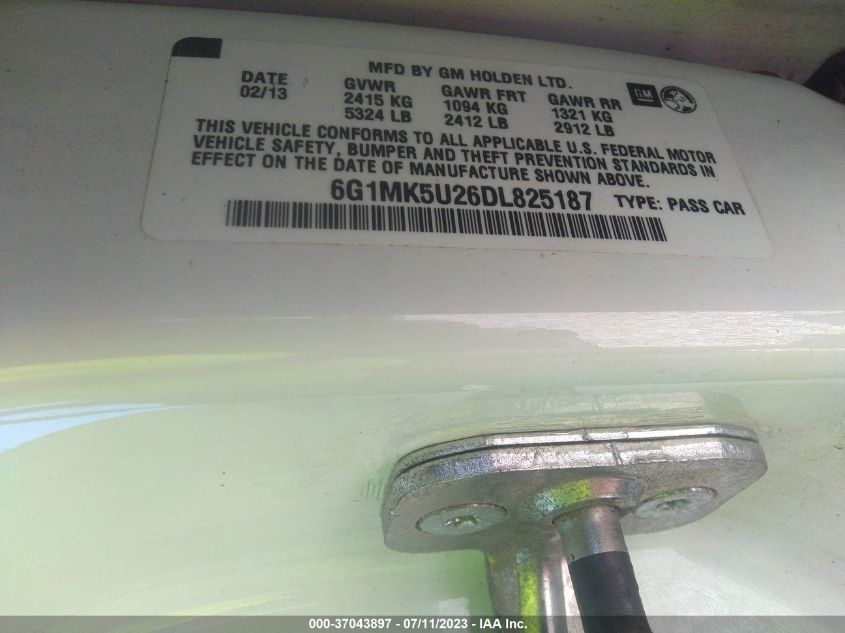 MFD BY GM HOLDEN LTD.
DATE GVWR GAWR FRT GAWR RR GM
02/13 2415 KG 1094 KG 1321 KG
5324 LB 2412 LB 2912 LB
THIS VEHICLE CONFORMS TO ALL APPLICABLE U.S. FEDERAL MOTOR
VEHICLE SAFETY, BUMPER AND THEFT PREVENTION STANDARDS IN
EFFECT ON THE DATE OF MANUFACTURE SHOWN ABOVE.
6G1MK5U26DL825187 TYPE: PASS CAR
000-37043897 - 07/11/2023 - IAA Inc.